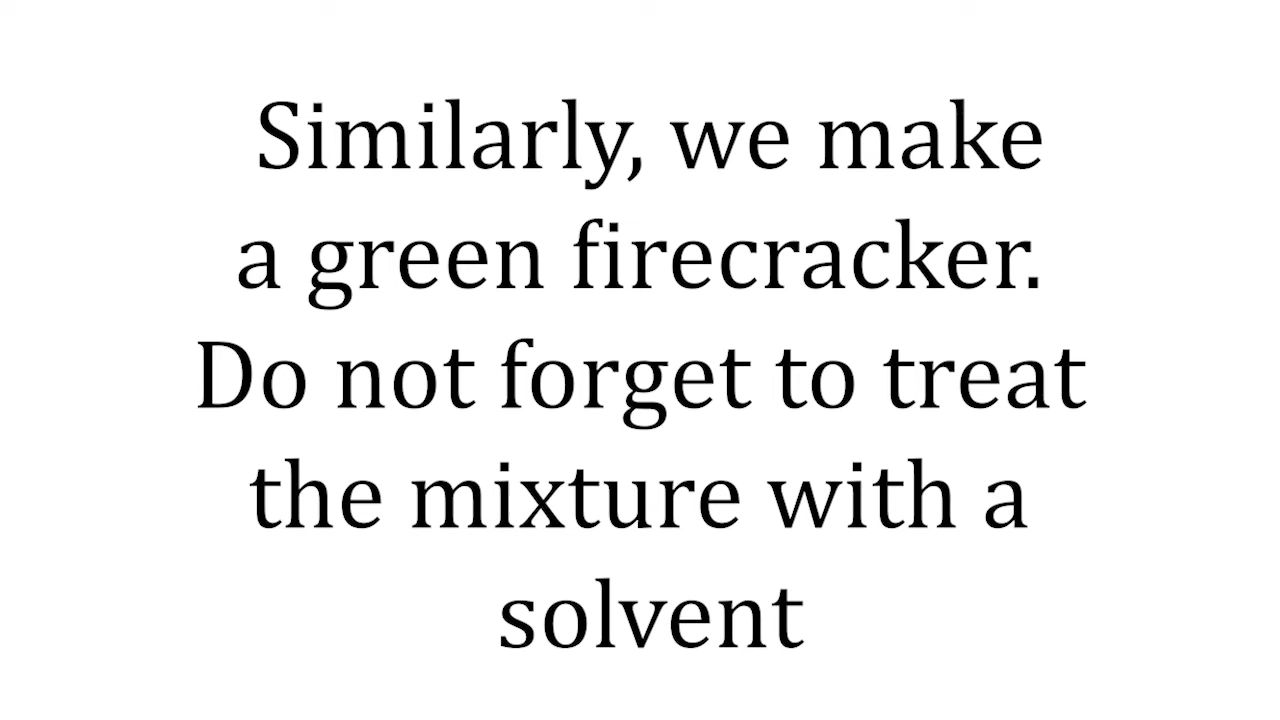 Similarly, we make
a green firecracker.
Do not forget to treat
the mixture with a
solvent